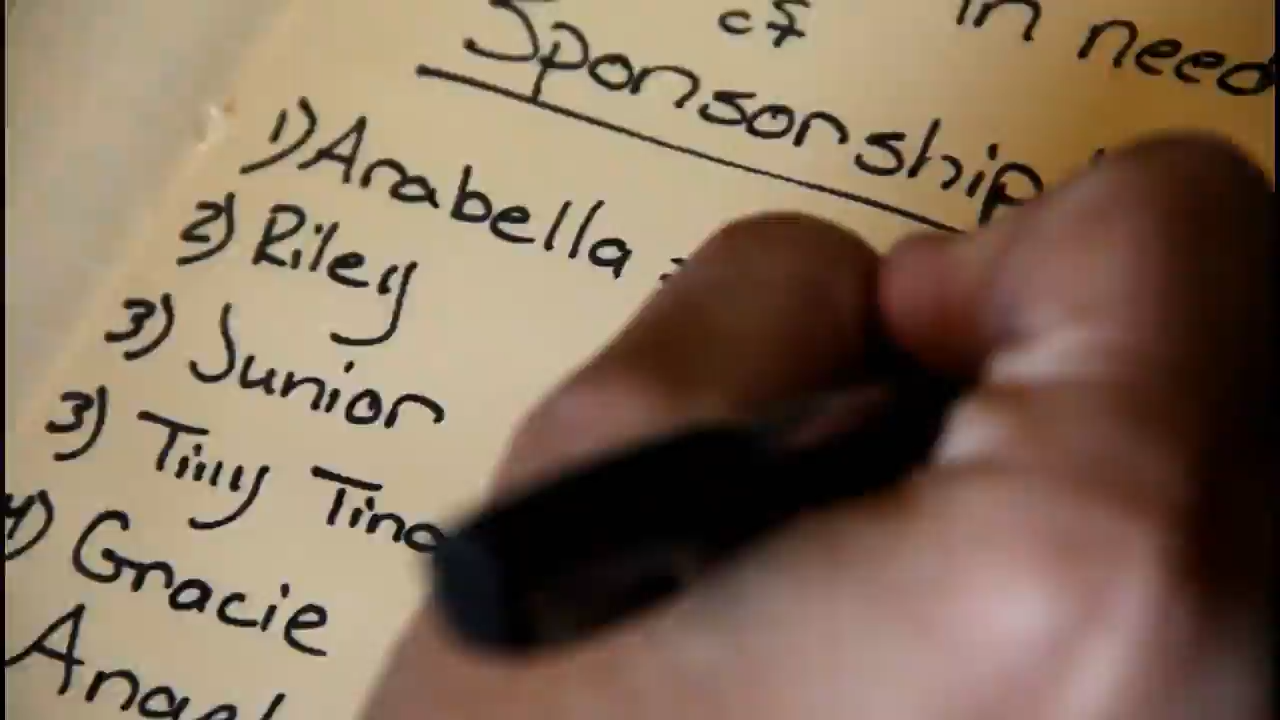 of in need
Sponsorship
1) Arabella =
2) Riley
3) Junior
3) Tiny Tina
4) Gracie